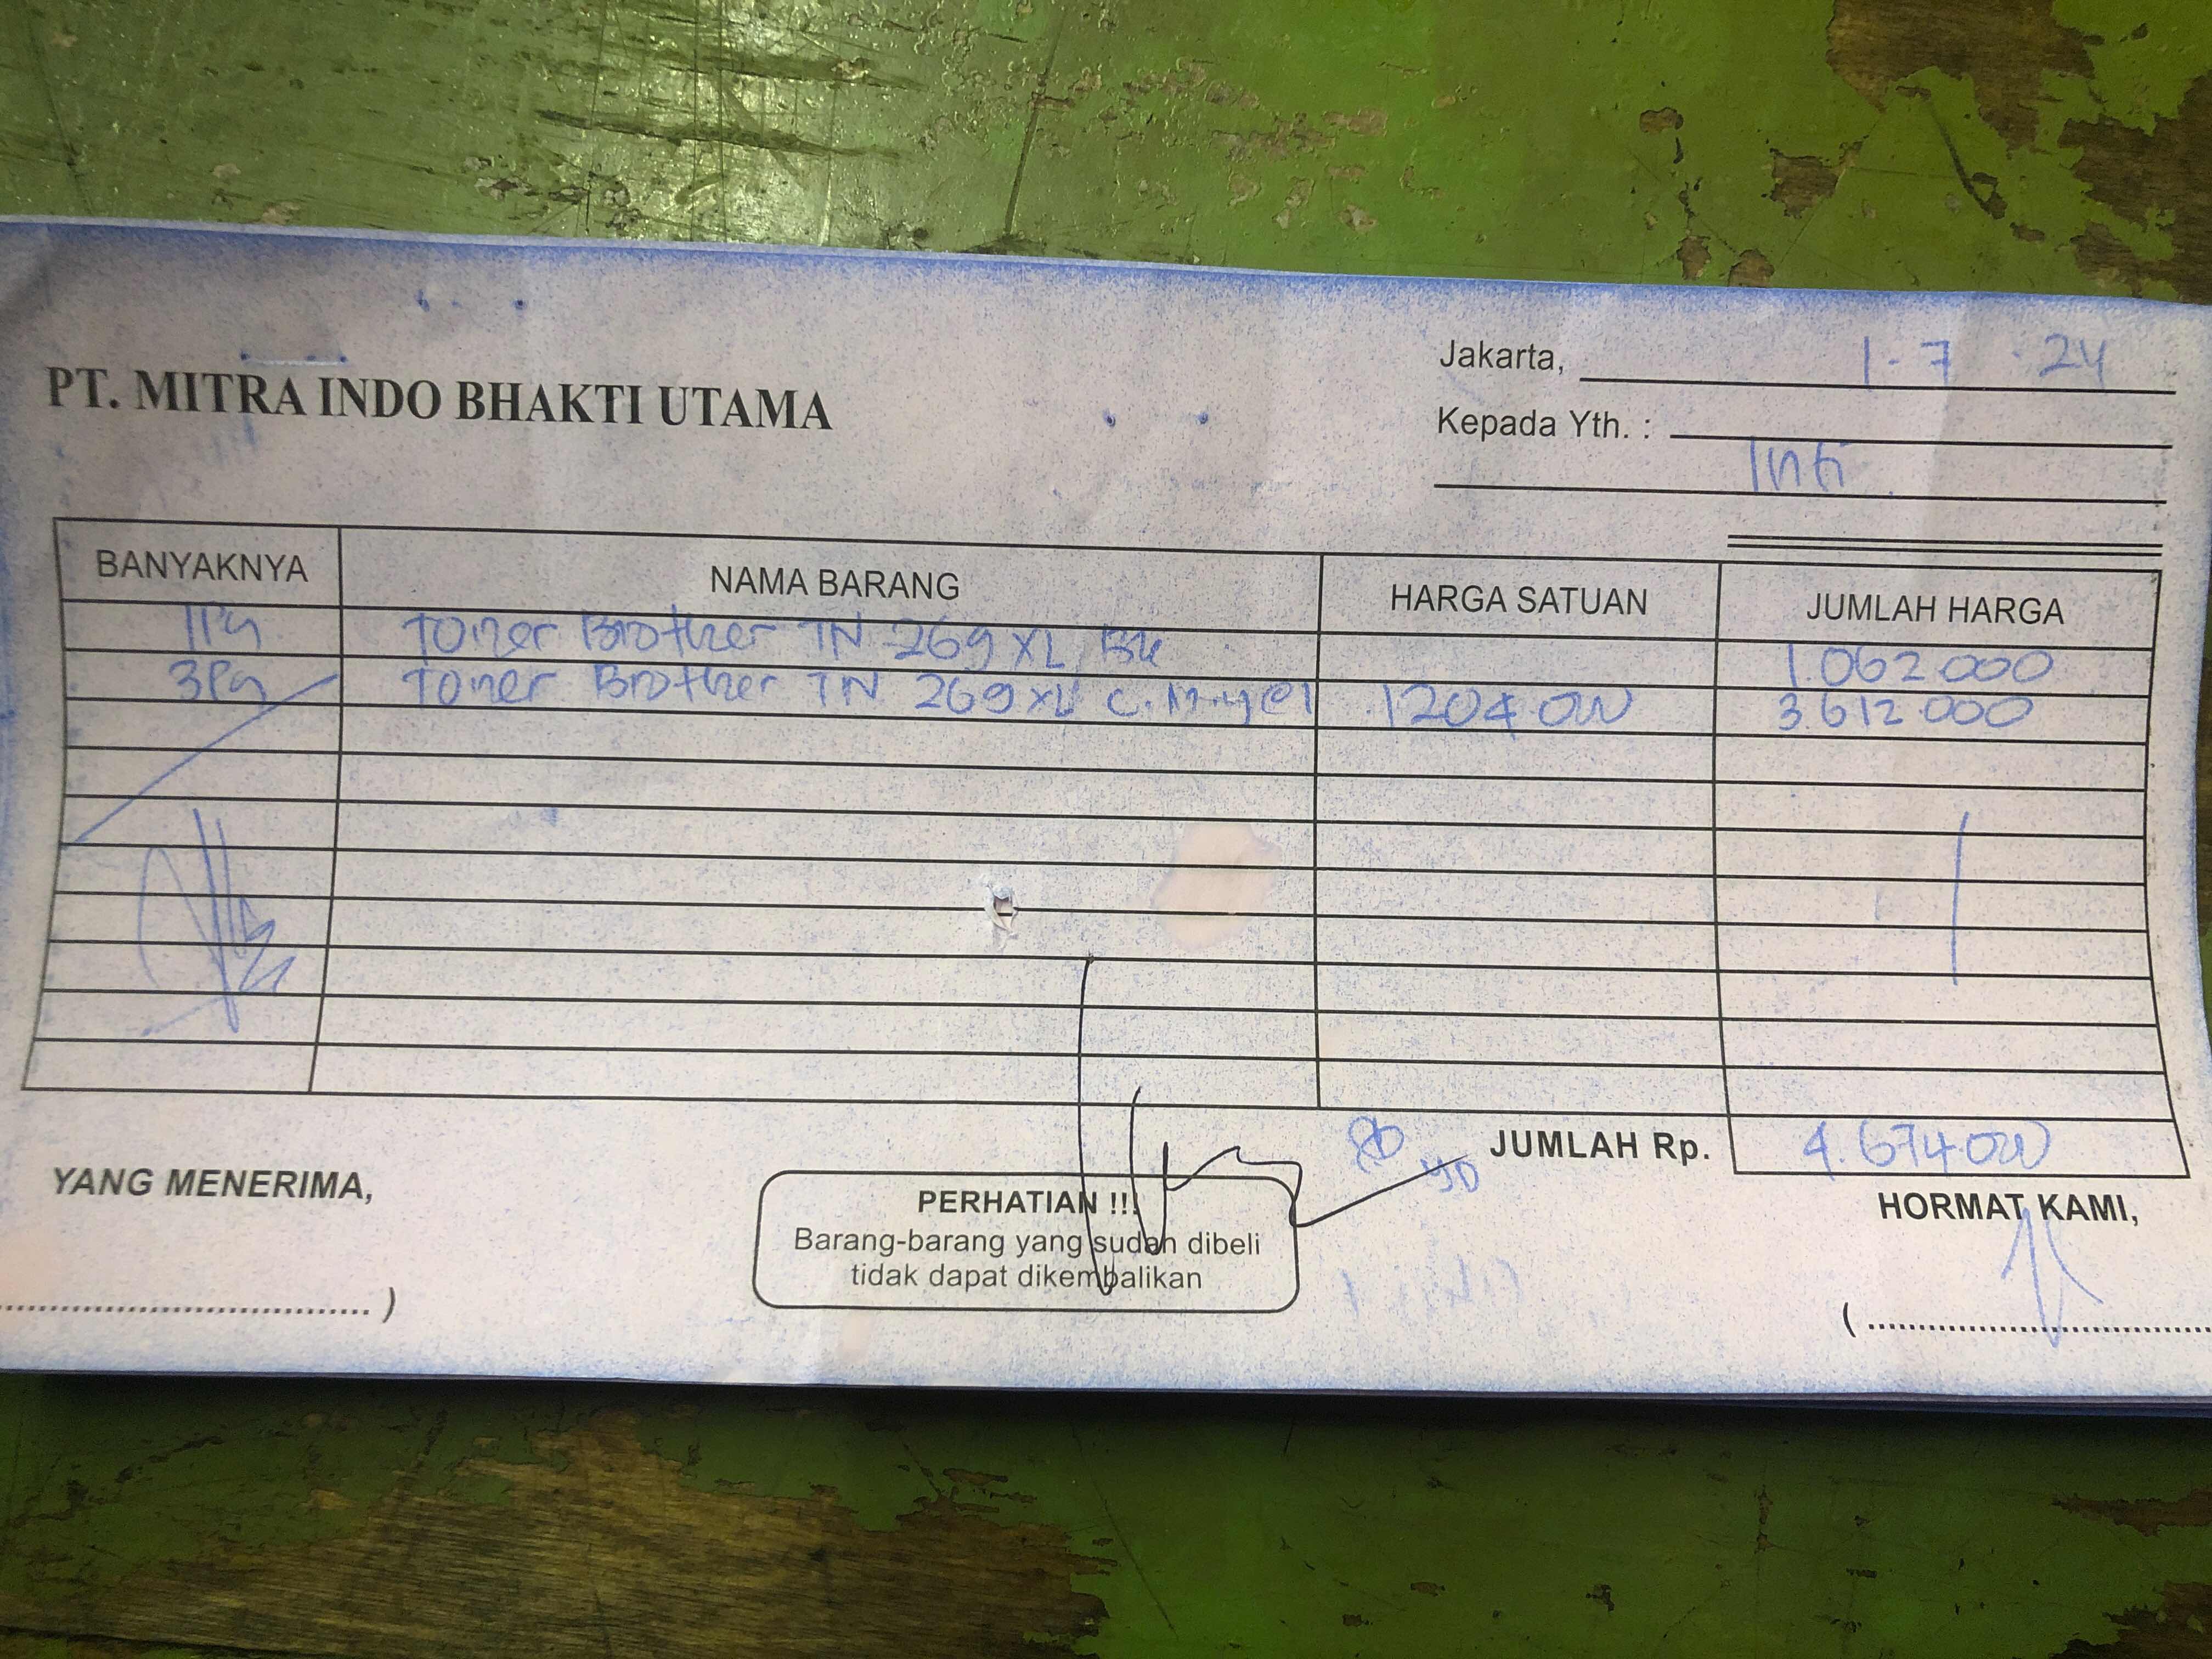 PT. MITRA INDO BHAKTI UTAMA
Jakarta, 1-7-24
Kepada Yth. :
Inti
BANYAKNYA NAMA BARANG HARGA SATUAN JUMLAH HARGA
1Pcs Toner Brother TN 269 XL Bk 1.062.000
3Pcs Toner Brother TN 269 XL C.M.yel 1204.000 3.612.000
JUMLAH Rp. 4.674.000
YANG MENERIMA,
PERHATIAN !!!
Barang-barang yang sudah dibeli
tidak dapat dikembalikan
HORMAT KAMI,